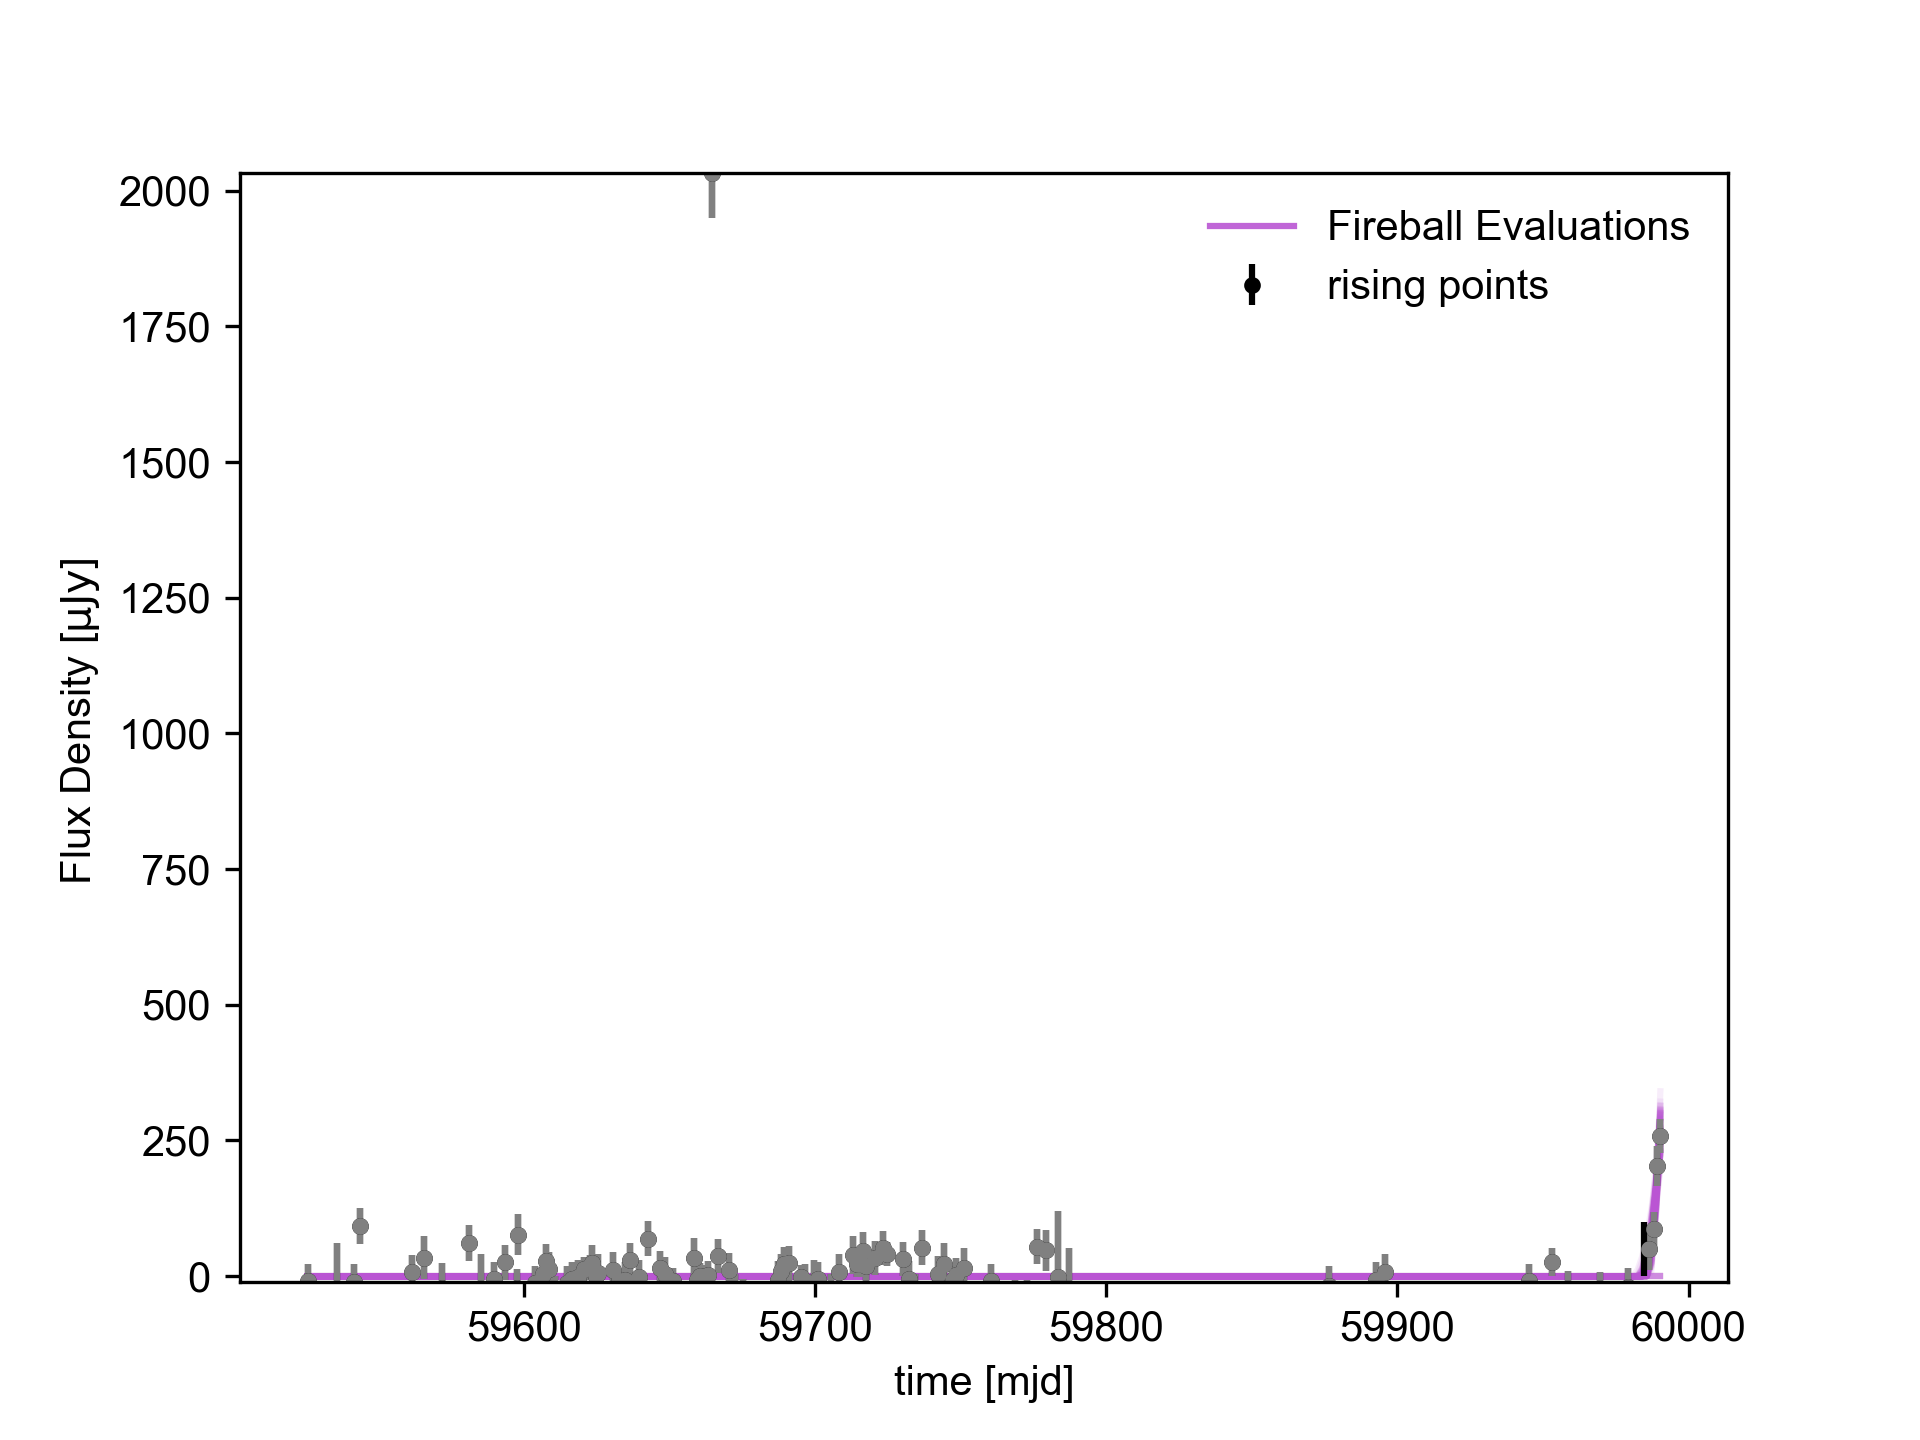 2000
1750
1500
1250
1000
750
500
250
0
Flux Density [µJy]
Fireball Evaluations
rising points
59600 59700 59800 59900 60000
time [mjd]